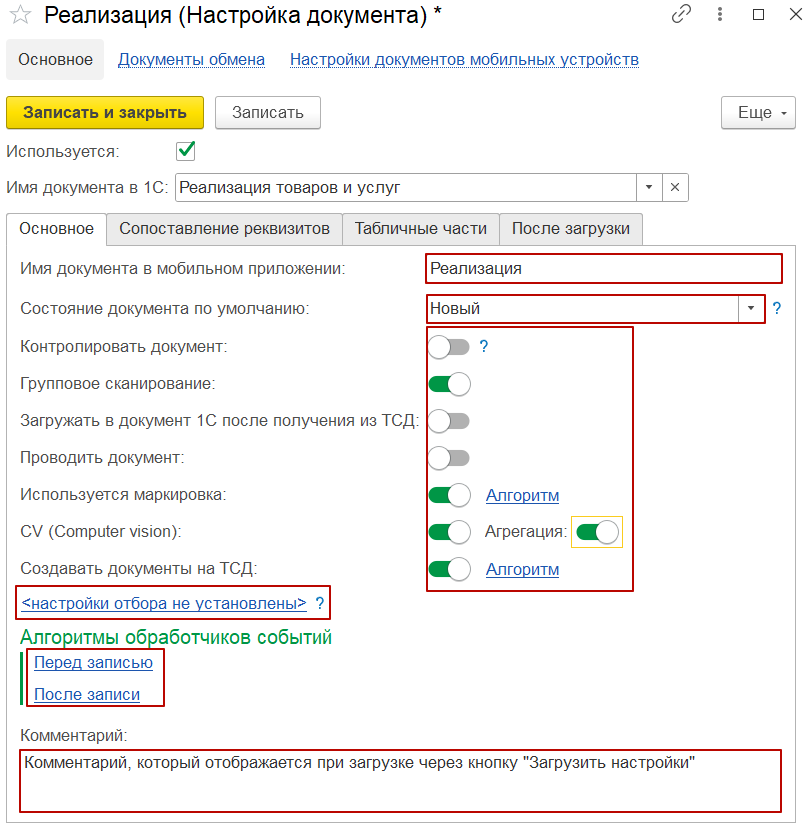 Реализация (Настройка документа) *
Основное Документы обмена Настройки документов мобильных устройств
Записать и закрыть Записать Еще
Используется:
Имя документа в 1С: Реализация товаров и услуг
Основное Сопоставление реквизитов Табличные части После загрузки
Имя документа в мобильном приложении: Реализация
Состояние документа по умолчанию: Новый ?
Контролировать документ: ?
Групповое сканирование:
Загружать в документ 1С после получения из ТСД:
Проводить документ:
Используется маркировка: Алгоритм
CV (Computer vision): Агрегация:
Создавать документы на ТСД: Алгоритм
<настройки отбора не установлены> ?
Алгоритмы обработчиков событий
Перед записью
После записи
Комментарий:
Комментарий, который отображается при загрузке через кнопку "Загрузить настройки"